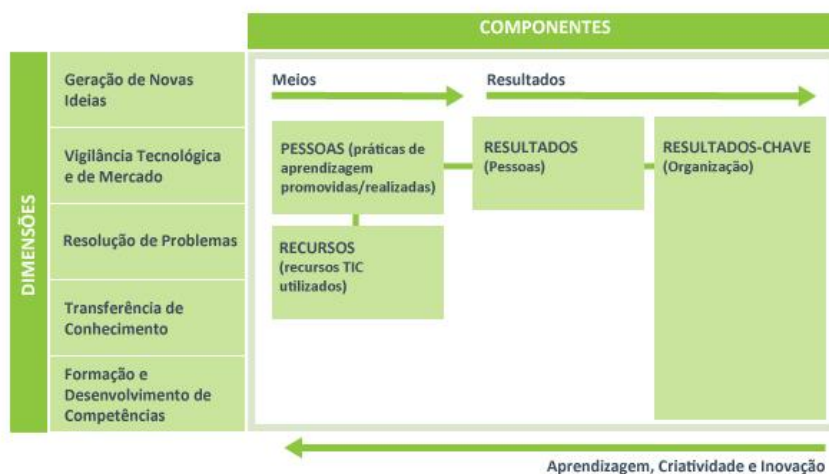 COMPONENTES
DIMENSÕES
Geração de Novas
Ideias
Vigilância Tecnológica
e de Mercado
Resolução de Problemas
Transferência de
Conhecimento
Formação e
Desenvolvimento de
Competências
Meios
Resultados
PESSOAS (práticas de
aprendizagem
promovidas/realizadas)
RECURSOS
(recursos TIC
utilizados)
RESULTADOS
(Pessoas)
RESULTADOS-CHAVE
(Organização)
Aprendizagem, Criatividade e Inovação